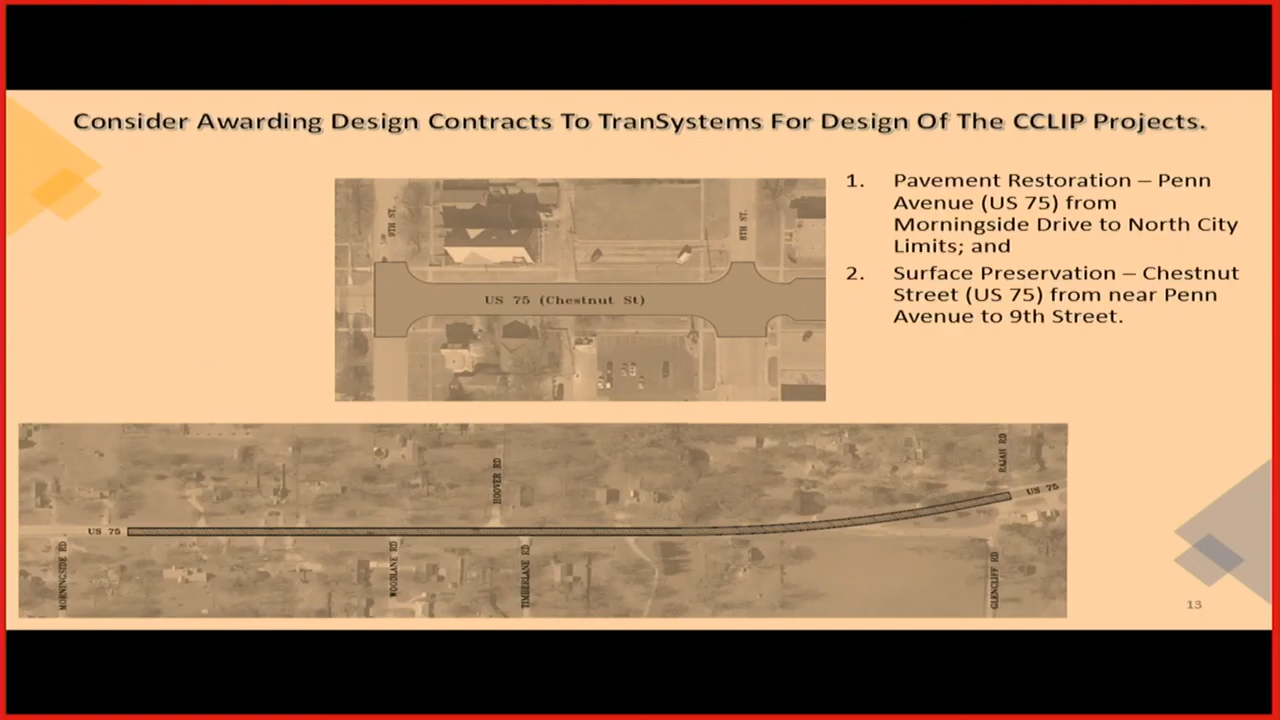 Consider Awarding Design Contracts To TranSystems For Design Of The CCLIP Projects.
1. Pavement Restoration – Penn
Avenue (US 75) from
Morningside Drive to North City
Limits; and
2. Surface Preservation – Chestnut
Street (US 75) from near Penn
Avenue to 9th Street.
9TH ST.
8TH ST.
US 75 (Chestnut St)
HOOVER RD
RAJAH RD
US 75
US 75
MORNINGSIDE RD
WOODLANE RD
TIMBERLANE RD
GLENCLIFF RD
13